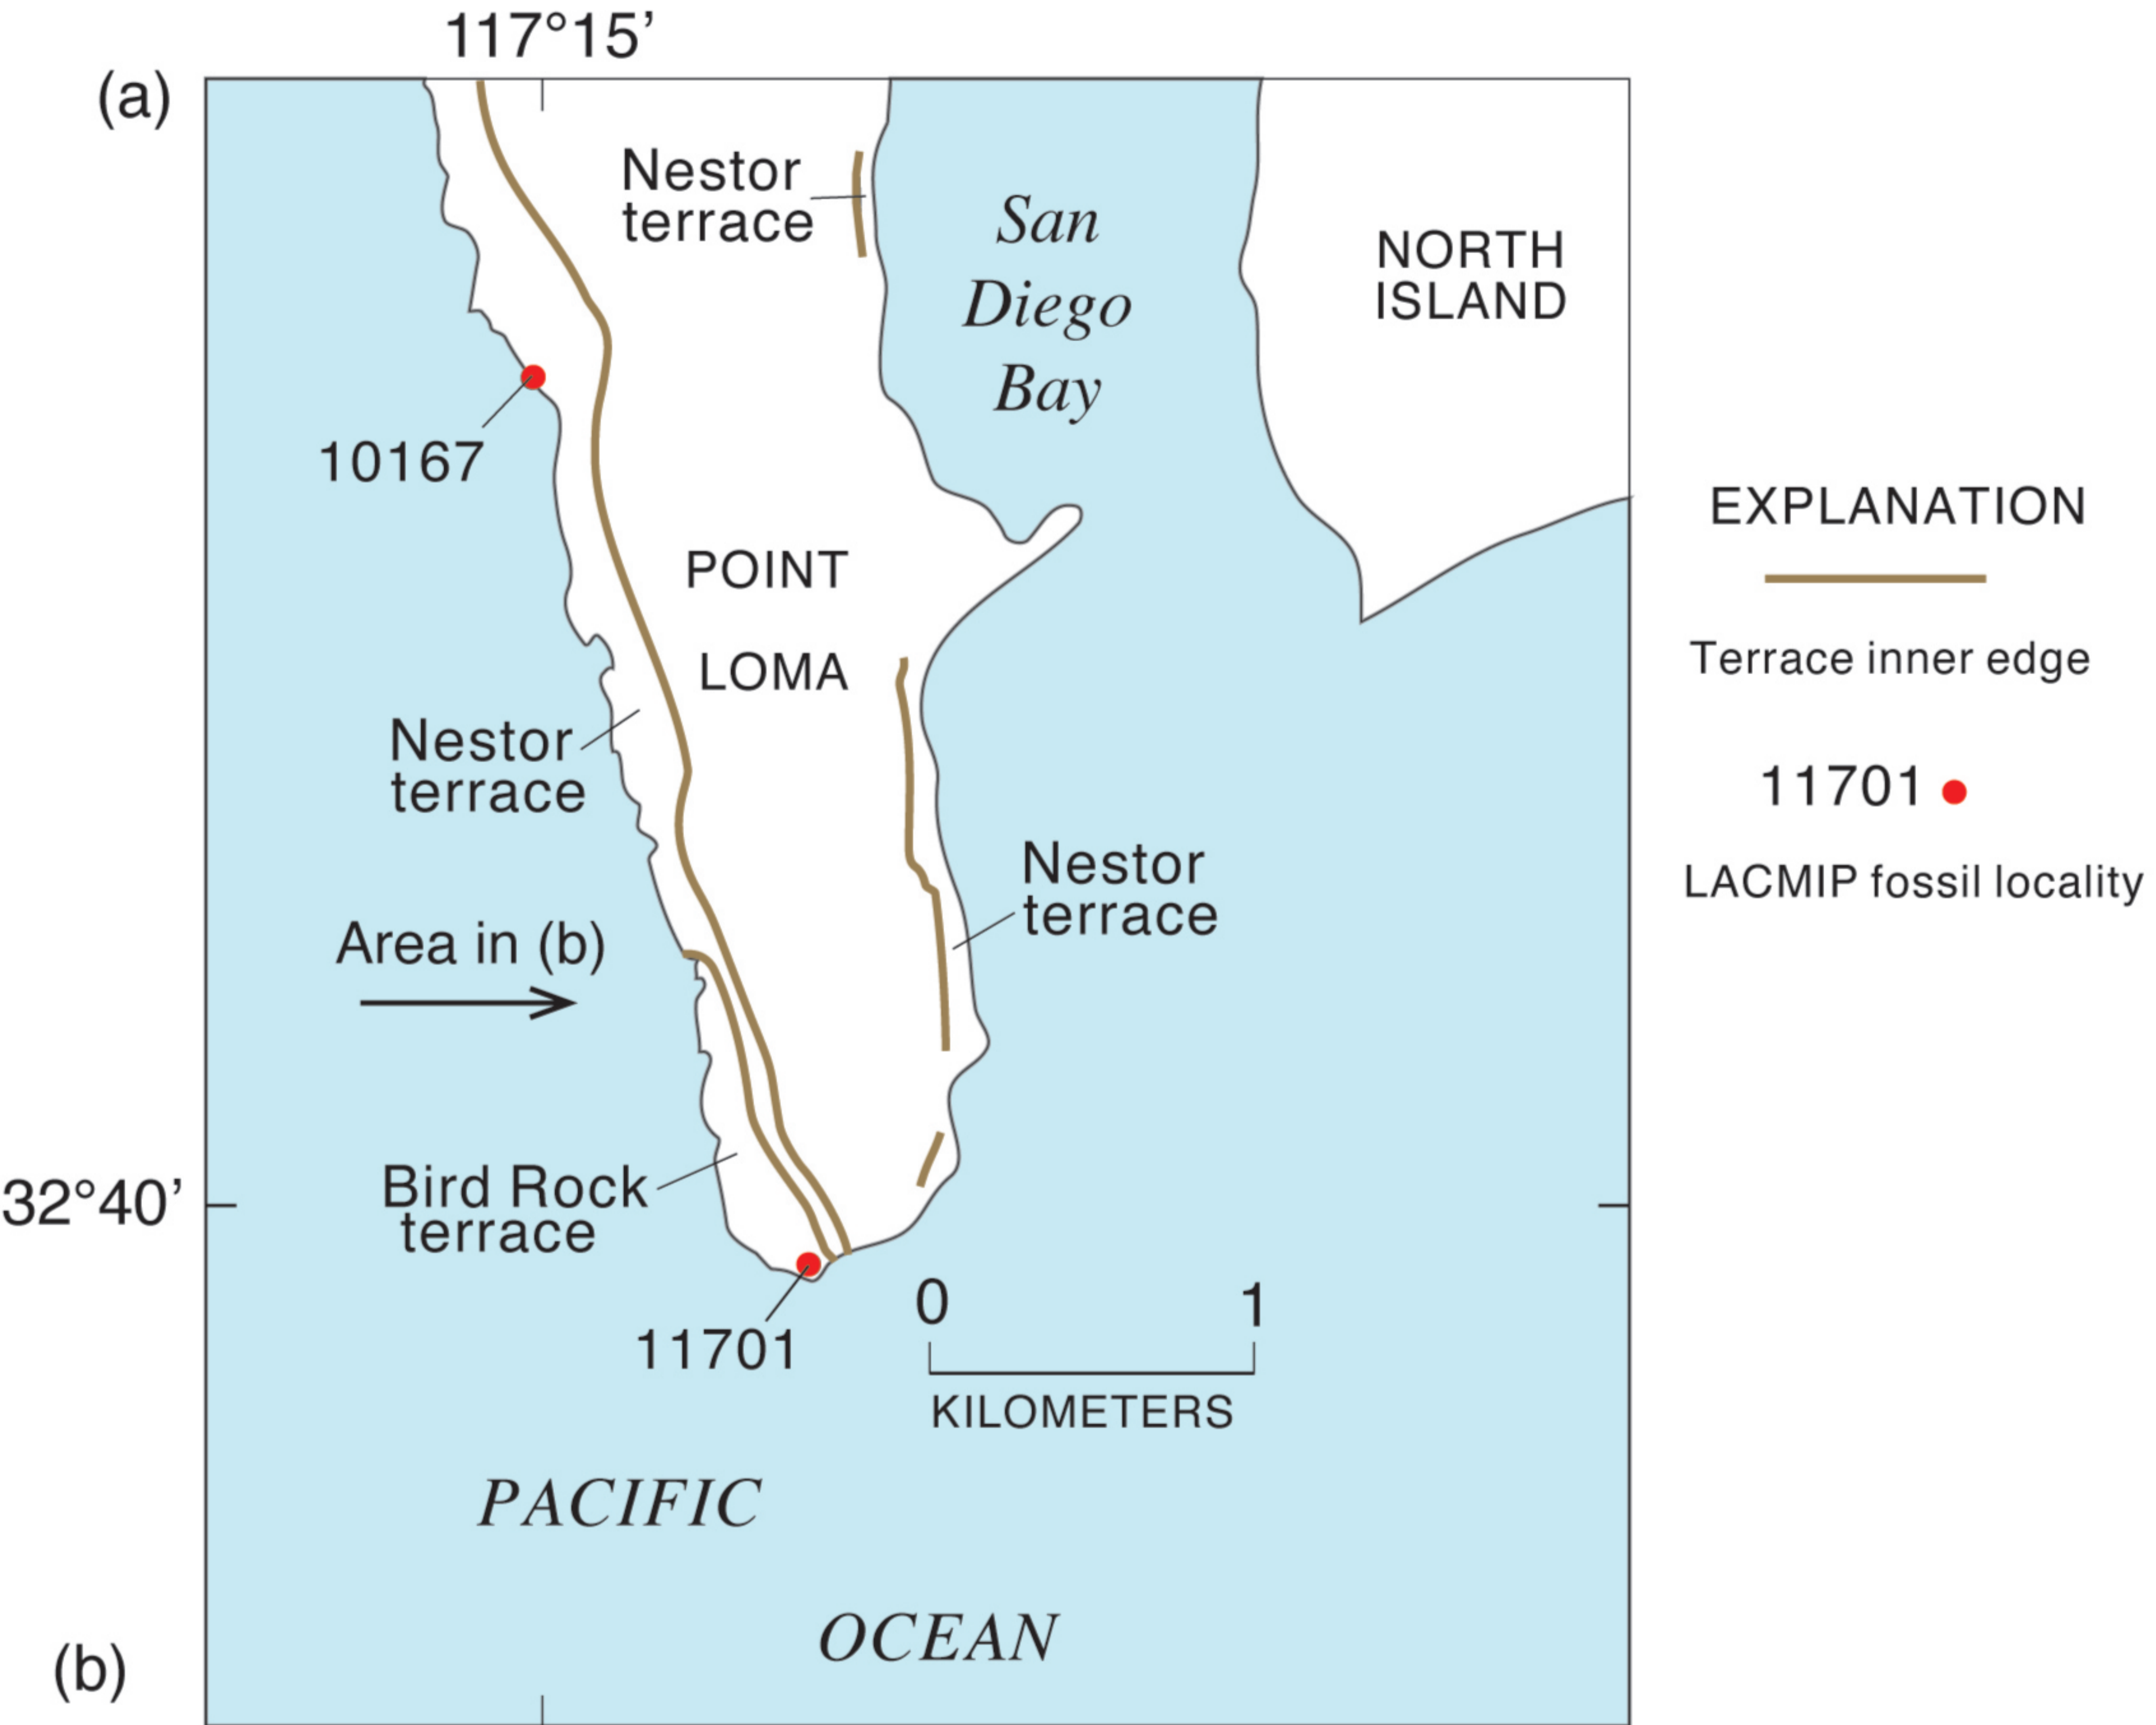 117°15’
(a)
Nestor
terrace
San
Diego
Bay
NORTH
ISLAND
10167
POINT
LOMA
Nestor
terrace
Nestor
terrace
Area in (b)
Bird Rock
terrace
32°40’
11701
0 1
KILOMETERS
PACIFIC
OCEAN
(b)
EXPLANATION
Terrace inner edge
11701
LACMIP fossil locality